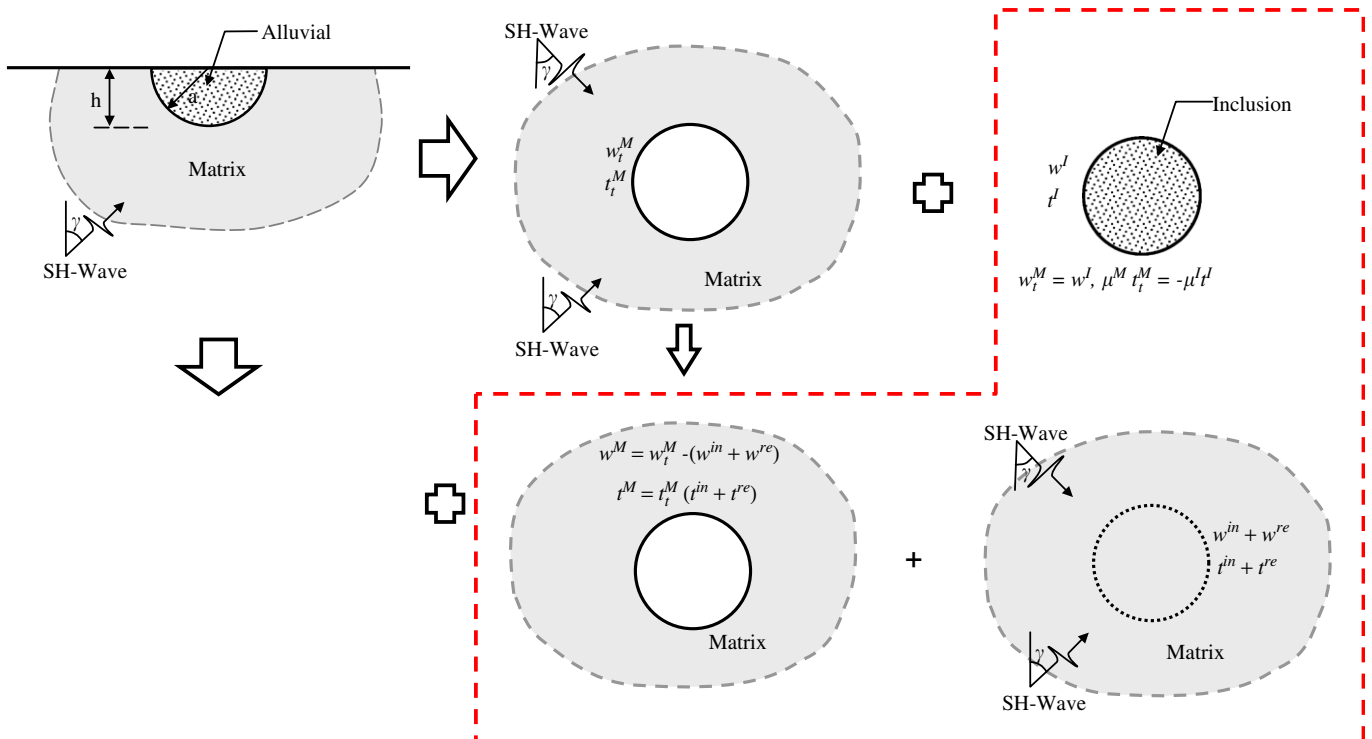 Alluvial
h
a
Matrix
γ
SH-Wave
SH-Wave
γ
w_t^M
t_t^M
Matrix
γ
SH-Wave
Inclusion
w^I
t^I
w_t^M = w^I, μ^M t_t^M = -μ^I t^I
w^M = w_t^M -(w^in + w^re)
t^M = t_t^M (t^in + t^re)
Matrix
+
SH-Wave
γ
w^in + w^re
t^in + t^re
Matrix
γ
SH-Wave